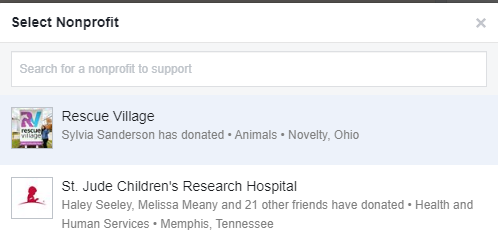 Select Nonprofit
×
Search for a nonprofit to support
RV
rescue
village
Rescue Village
Sylvia Sanderson has donated • Animals • Novelty, Ohio
St. Jude Children's Research Hospital
Haley Seeley, Melissa Meany and 21 other friends have donated • Health and
Human Services • Memphis, Tennessee